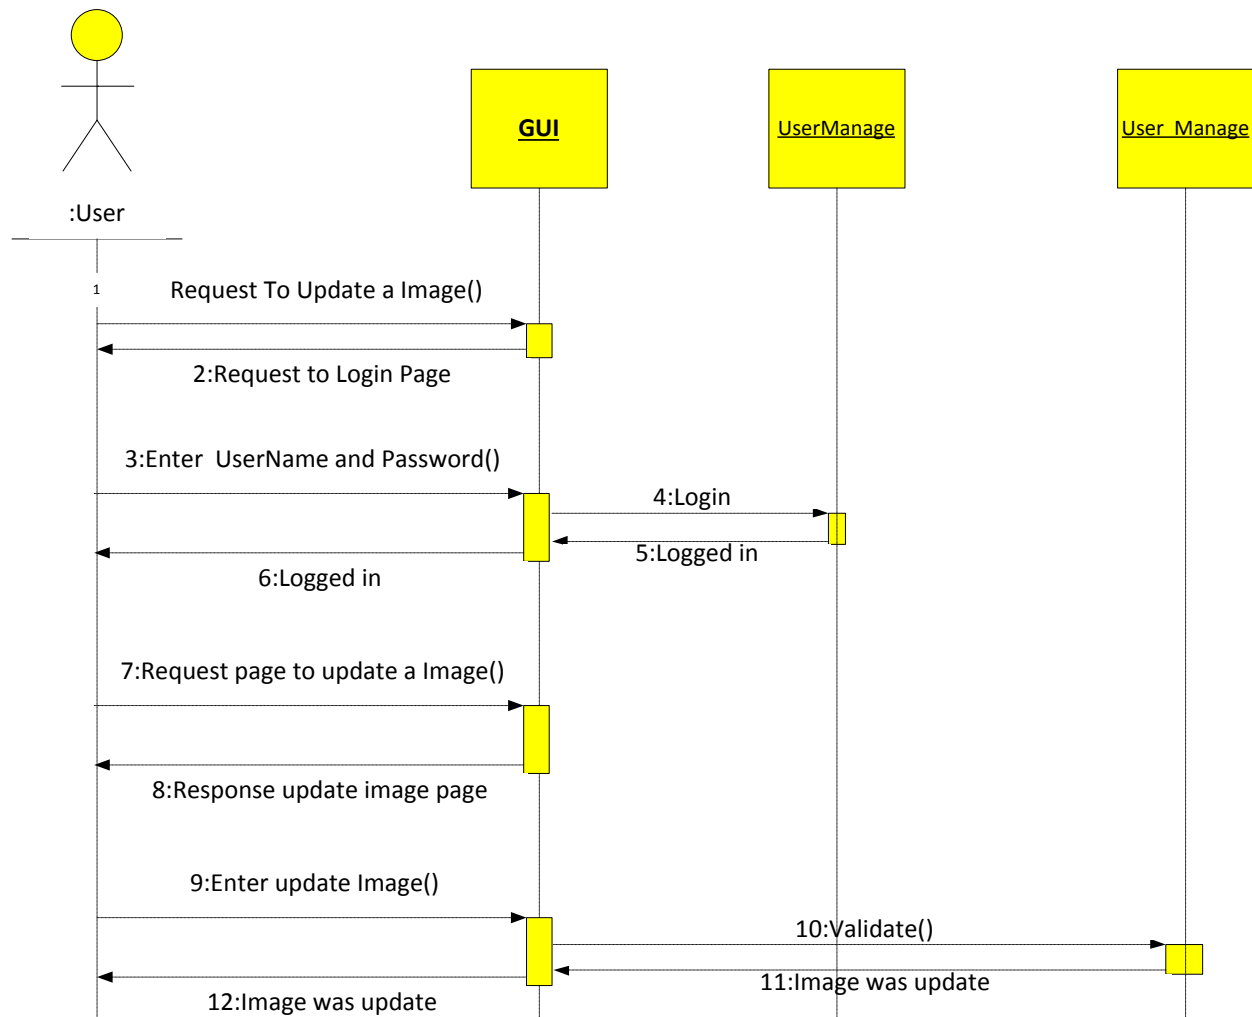 GUI
UserManage
User_Manage
:User
1
Request To Update a Image()
2:Request to Login Page
3:Enter  UserName and Password()
4:Login
5:Logged in
6:Logged in
7:Request page to update a Image()
8:Response update image page
9:Enter update Image()
10:Validate()
11:Image was update
12:Image was update